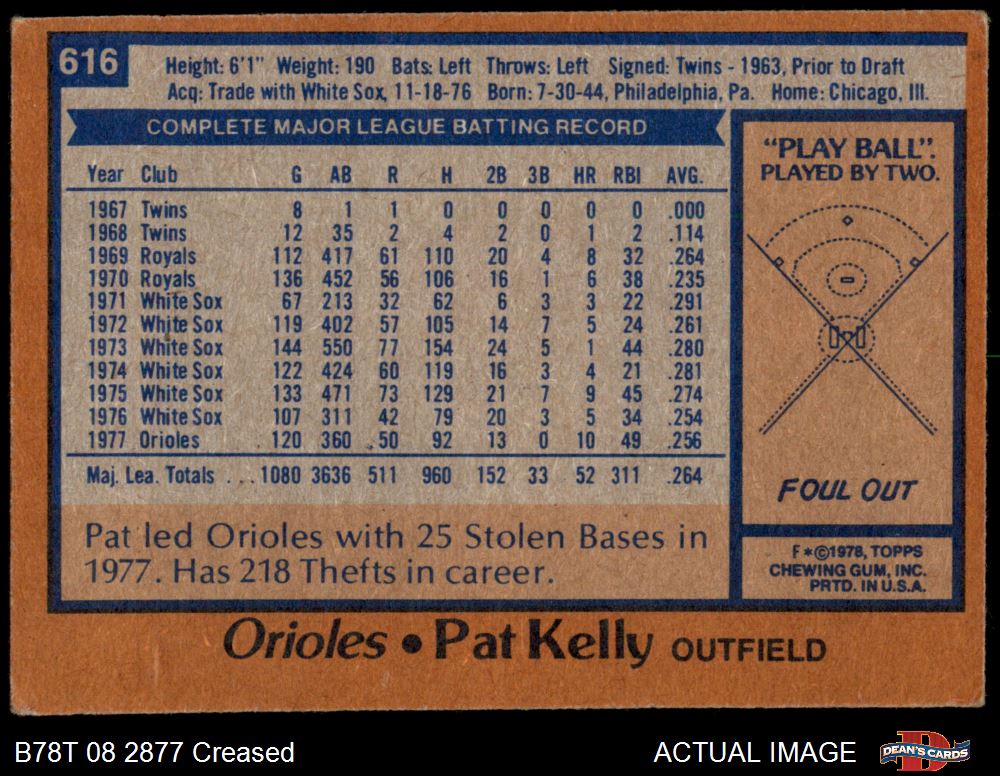 616
Height: 6'1" Weight: 190 Bats: Left Throws: Left Signed: Twins - 1963, Prior to Draft
Acq: Trade with White Sox, 11-18-76 Born: 7-30-44, Philadelphia, Pa. Home: Chicago, Ill.
COMPLETE MAJOR LEAGUE BATTING RECORD
Year Club G AB R H 2B 3B HR RBI AVG.
1967 Twins 8 1 1 0 0 0 0 0 .000
1968 Twins 12 35 2 4 2 0 1 2 .114
1969 Royals 112 417 61 110 20 4 8 32 .264
1970 Royals 136 452 56 106 16 1 6 38 .235
1971 White Sox 67 213 32 62 6 3 3 22 .291
1972 White Sox 119 402 57 105 14 7 5 24 .261
1973 White Sox 144 550 77 154 24 5 1 44 .280
1974 White Sox 122 424 60 119 16 3 4 21 .281
1975 White Sox 133 471 73 129 21 7 9 45 .274
1976 White Sox 107 311 42 79 20 3 5 34 .254
1977 Orioles 120 360 50 92 13 0 10 49 .256
Maj. Lea. Totals . . . 1080 3636 511 960 152 33 52 311 .264
Pat led Orioles with 25 Stolen Bases in
1977. Has 218 Thefts in career.
"PLAY BALL".
PLAYED BY TWO.
FOUL OUT
F*©1978, TOPPS
CHEWING GUM, INC.
PRTD. IN U.S.A.
Orioles • Pat Kelly OUTFIELD
B78T 08 2877 Creased
ACTUAL IMAGE
DEAN'S CARDS